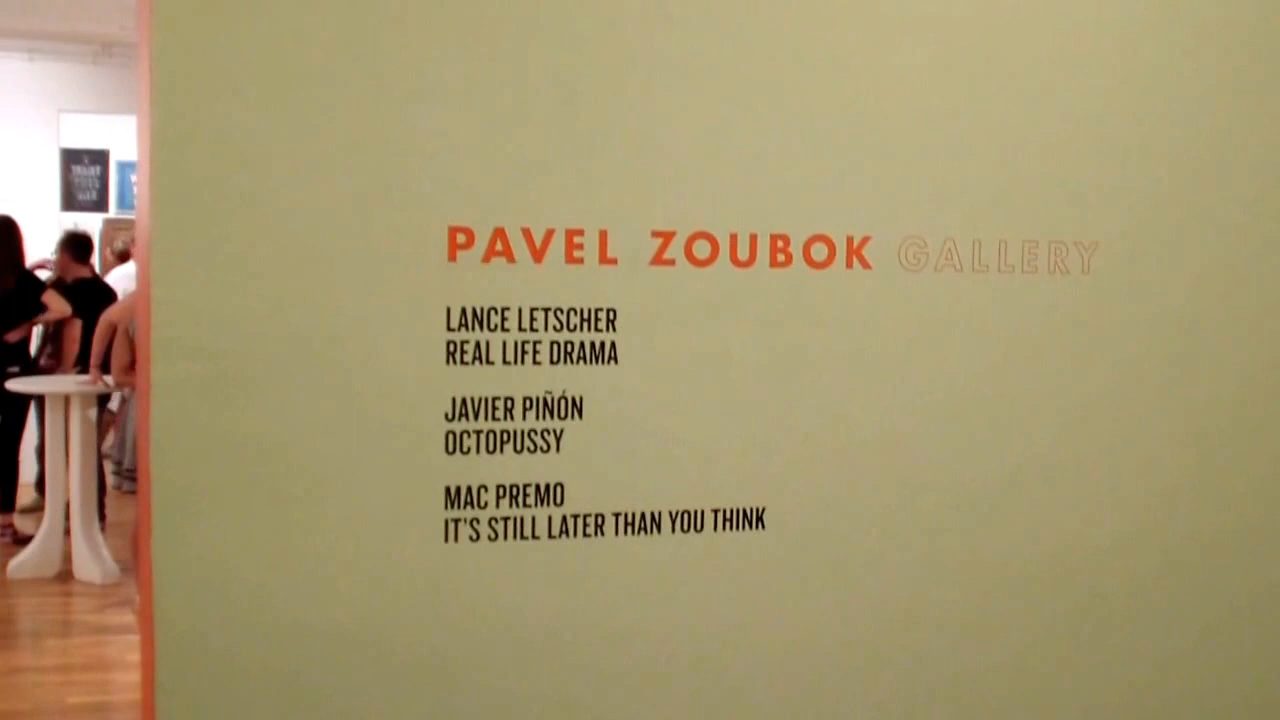 PAVEL ZOUBOK GALLERY
LANCE LETSCHER
REAL LIFE DRAMA
JAVIER PIÑÓN
OCTOPUSSY
MAC PREMO
IT'S STILL LATER THAN YOU THINK